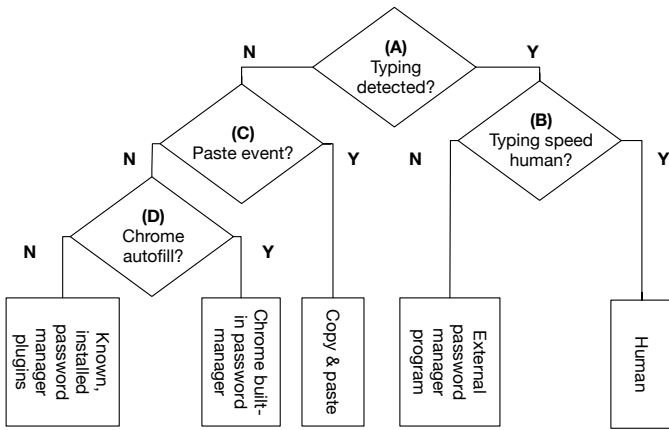 (A)
Typing
detected?
N
Y
(B)
Typing speed
human?
N
Y
(C)
Paste event?
N
Y
(D)
Chrome
autofill?
N
Y
Known,
installed
password
manager
plugins
Chrome built-
in password
manager
Copy & paste
External
password
manager
program
Human